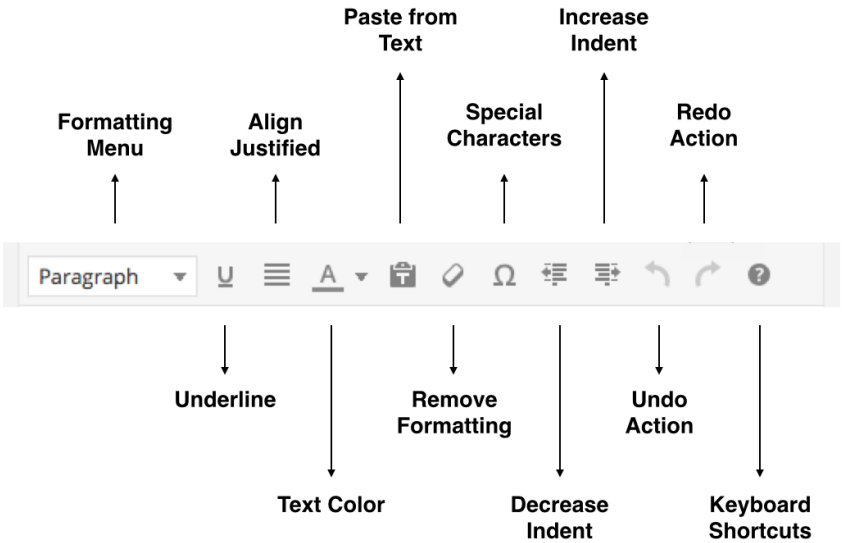 Paste from
Text
Increase
Indent
Formatting
Menu
Align
Justified
Special
Characters
Redo
Action
Paragraph
U
A
T
Ω
?
Underline
Remove
Formatting
Undo
Action
Text Color
Decrease
Indent
Keyboard
Shortcuts